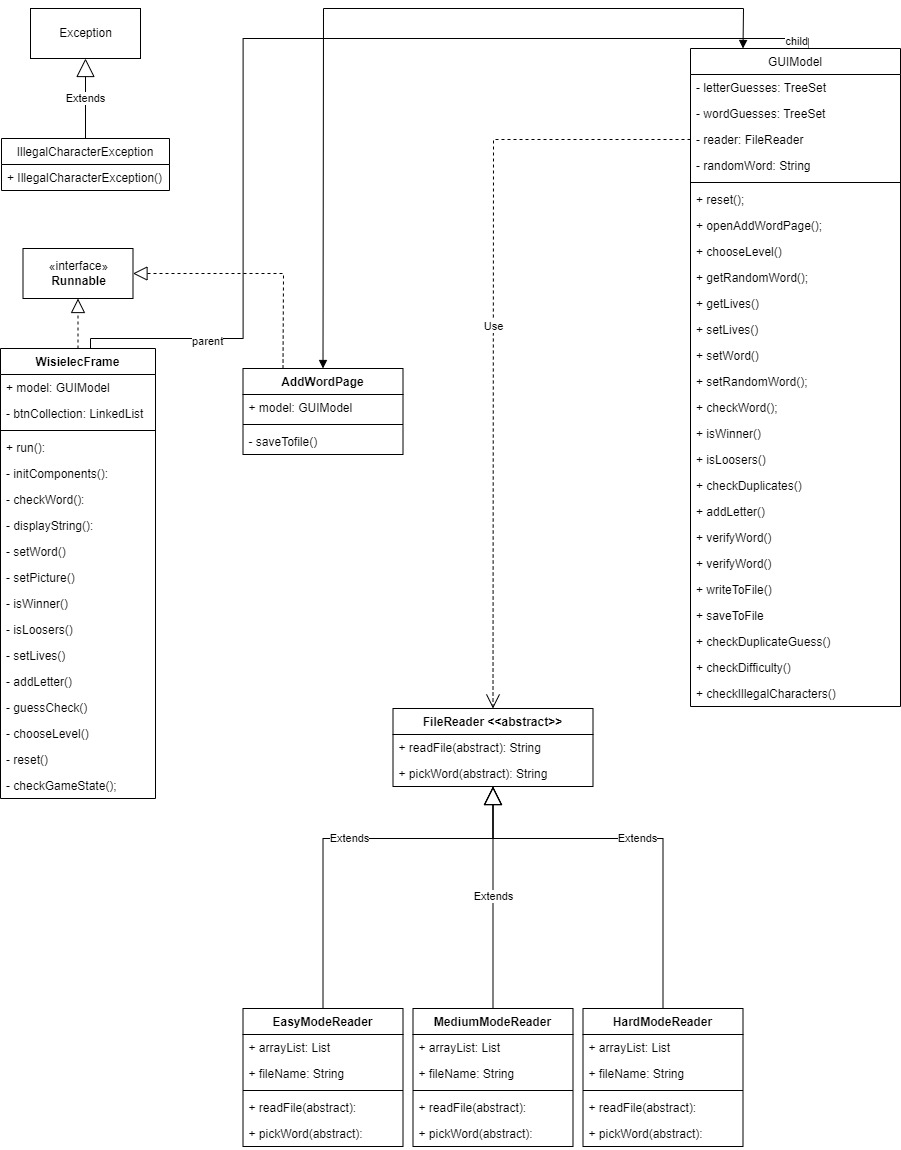 Exception
Extends
IllegalCharacterException
+ IllegalCharacterException()
child
GUIModel
- letterGuesses: TreeSet
- wordGuesses: TreeSet
- reader: FileReader
- randomWord: String
+ reset();
+ openAddWordPage();
+ chooseLevel()
+ getRandomWord();
+ getLives()
+ setLives()
+ setWord()
+ setRandomWord();
+ checkWord();
+ isWinner()
+ isLoosers()
+ checkDuplicates()
+ addLetter()
+ verifyWord()
+ verifyWord()
+ writeToFile()
+ saveToFile
+ checkDuplicateGuess()
+ checkDifficulty()
+ checkIllegalCharacters()
«interface»
Runnable
parent
Use
WisielecFrame
+ model: GUIModel
- btnCollection: LinkedList
+ run():
- initComponents():
- checkWord():
- displayString():
- setWord()
- setPicture()
- isWinner()
- isLoosers()
- setLives()
- addLetter()
- guessCheck()
- chooseLevel()
- reset()
- checkGameState();
AddWordPage
+ model: GUIModel
- saveTofile()
FileReader <<abstract>>
+ readFile(abstract): String
+ pickWord(abstract): String
Extends
Extends
Extends
EasyModeReader
+ arrayList: List
+ fileName: String
+ readFile(abstract):
+ pickWord(abstract):
MediumModeReader
+ arrayList: List
+ fileName: String
+ readFile(abstract):
+ pickWord(abstract):
HardModeReader
+ arrayList: List
+ fileName: String
+ readFile(abstract):
+ pickWord(abstract):